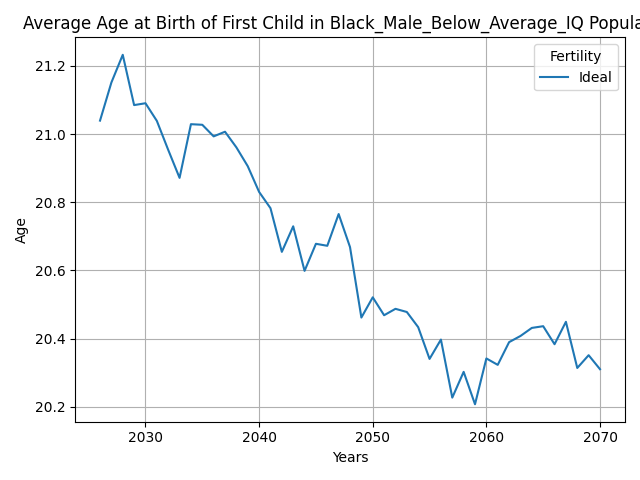 Average Age at Birth of First Child in Black_Male_Below_Average_IQ Popula
Fertility
Ideal
21.2
21.0
20.8
20.6
20.4
20.2
Age
2030 2040 2050 2060 2070
Years